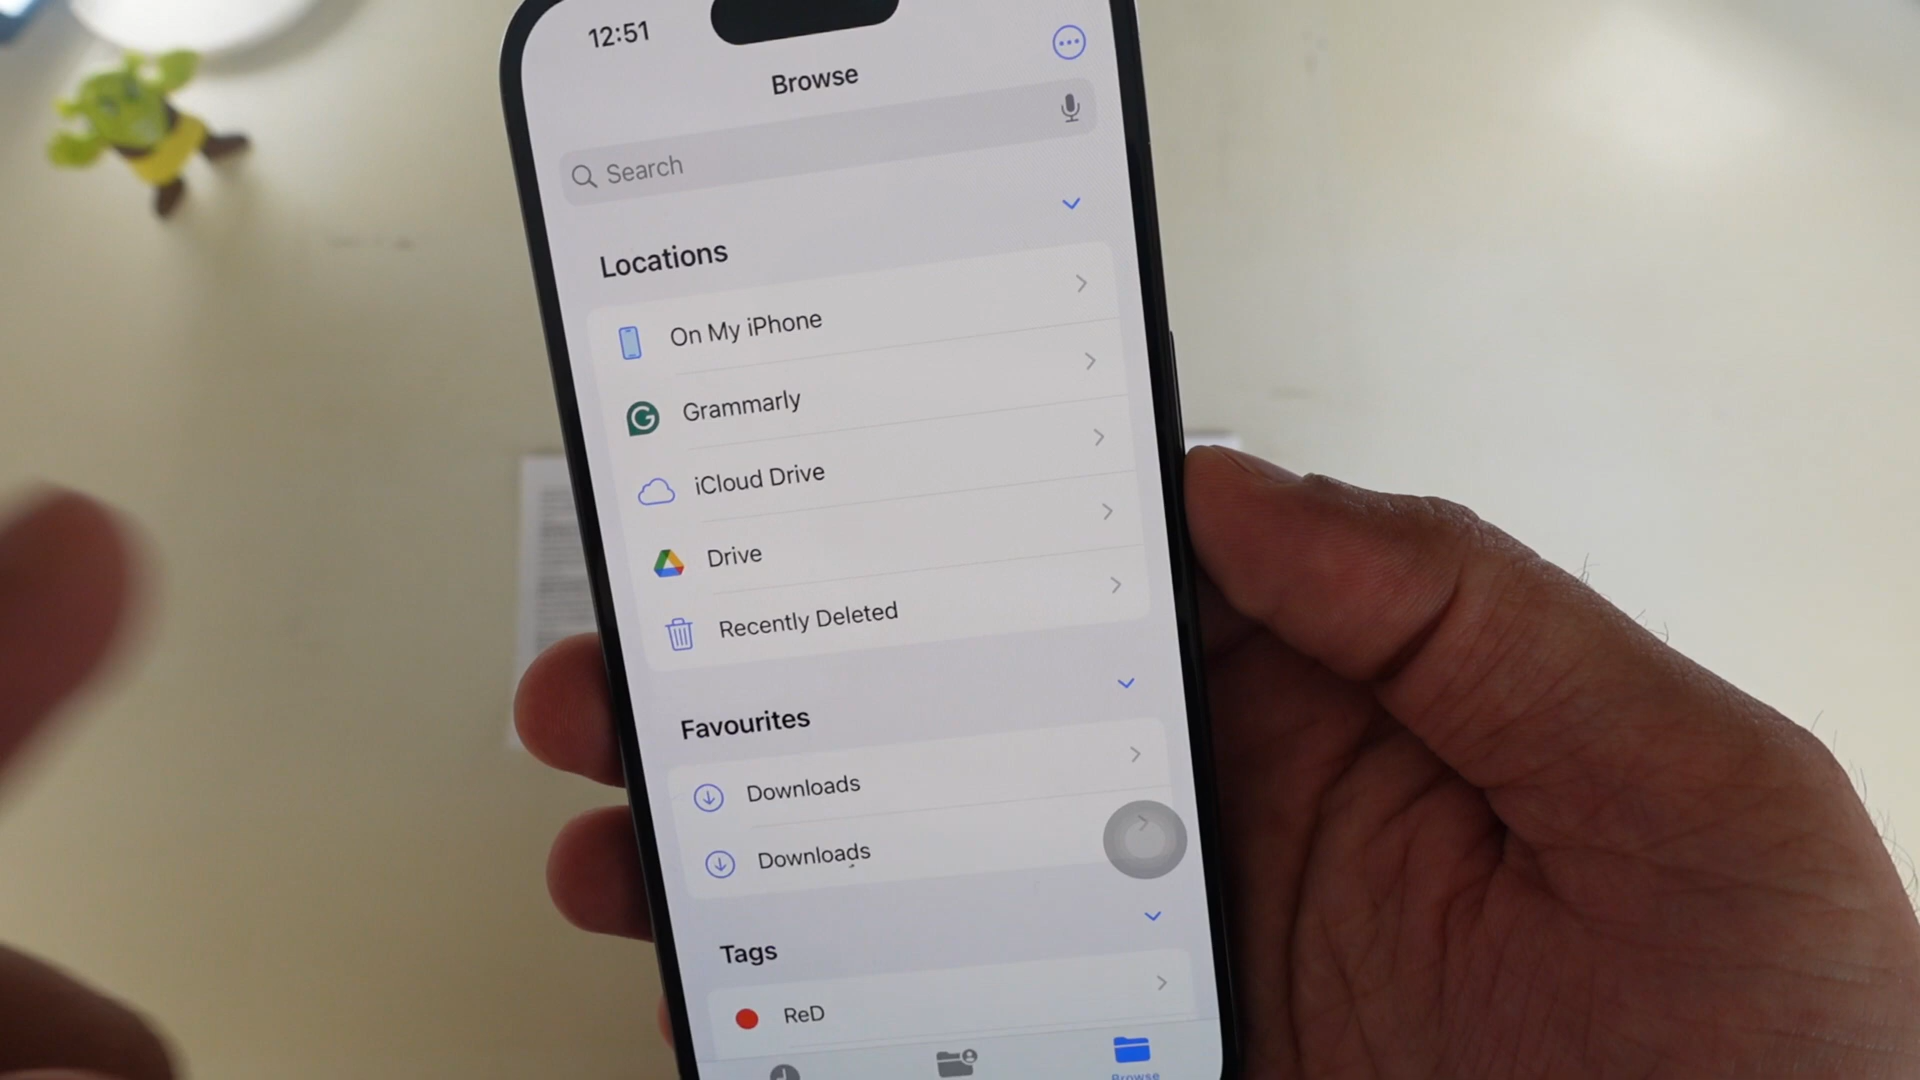 12:51
Browse
Search
Locations
On My iPhone
Grammarly
iCloud Drive
Drive
Recently Deleted
Favourites
Downloads
Downloads
Tags
ReD
Browse